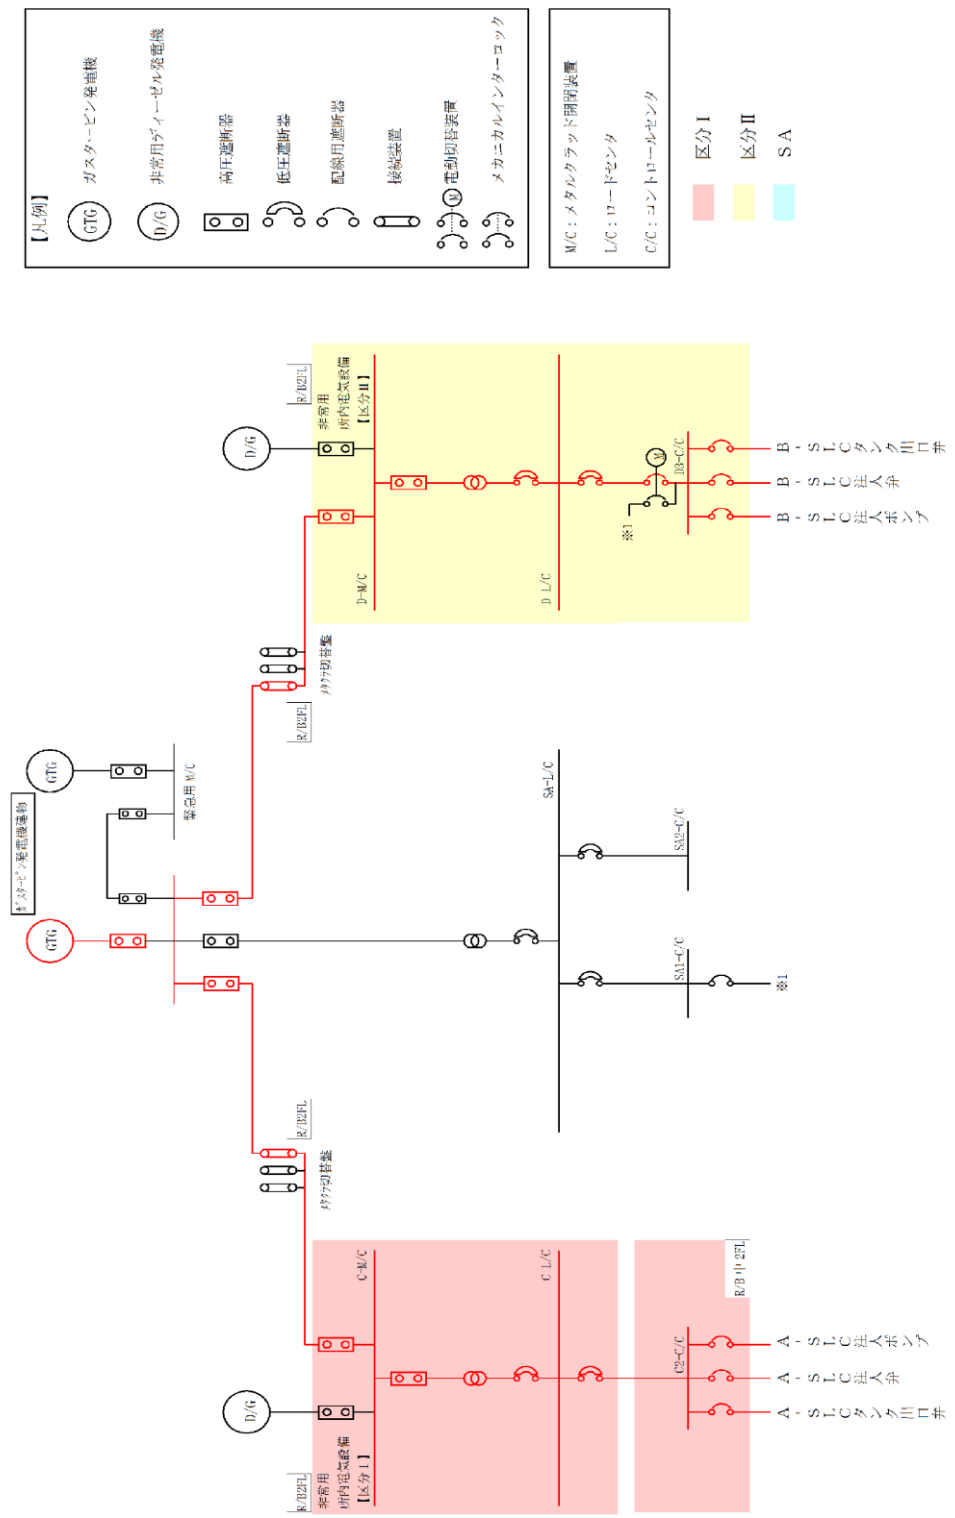 【凡例】
GTG ガスタービン発電機
D/G 非常用ディーゼル発電機
高圧遮断器
低圧遮断器
配線用遮断器
接続装置
M 電動切替装置
メカニカルインターロック
M/C：メタルクラッド開閉装置
L/C：ロードセンタ
C/C：コントロールセンタ
区分Ⅰ
区分Ⅱ
SA
ガスタービン発電機建物
GTG
GTG
緊急用M/C
R/B2FL
メタクラ切替盤
R/B2FL
メタクラ切替盤
D/G
R/B2FL
非常用
所内電気設備
【区分Ⅰ】
C-M/C
C L/C
C2-C/C
R/B中2FL
A-SLCタンク出口弁
A-SLC注入弁
A-SLC注入ポンプ
SA-L/C
SA1-C/C
SA2-C/C
※1
D/G
R/B2FL
非常用
所内電気設備
【区分Ⅱ】
D-M/C
D L/C
※1
M
D3-C/C
B-SLC注入ポンプ
B-SLC注入弁
B-SLCタンク出口弁